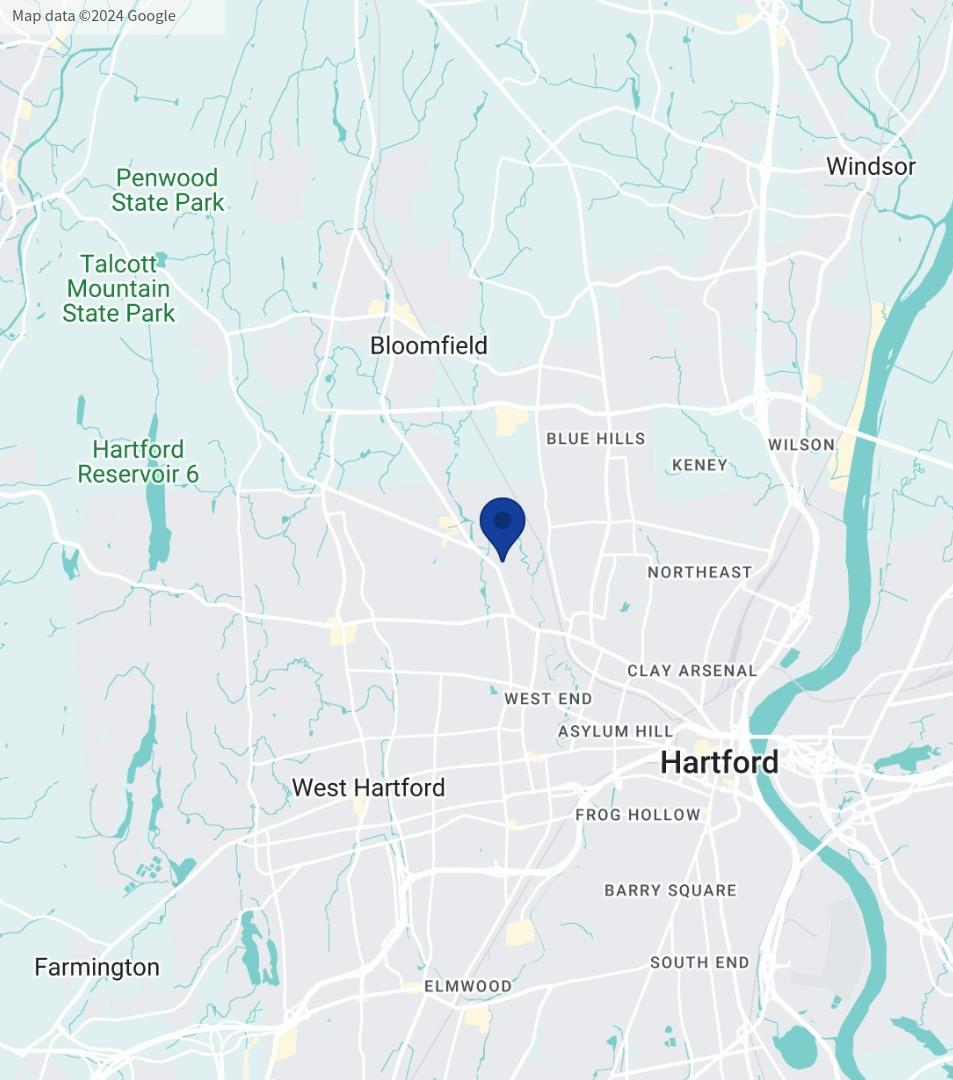 Map data ©2024 Google
Windsor
Penwood
State Park
Talcott
Mountain
State Park
Bloomfield
BLUE HILLS
WILSON
Hartford
Reservoir 6
KENEY
NORTHEAST
CLAY ARSENAL
WEST END
ASYLUM HILL
Hartford
West Hartford
FROG HOLLOW
BARRY SQUARE
SOUTH END
Farmington
ELMWOOD